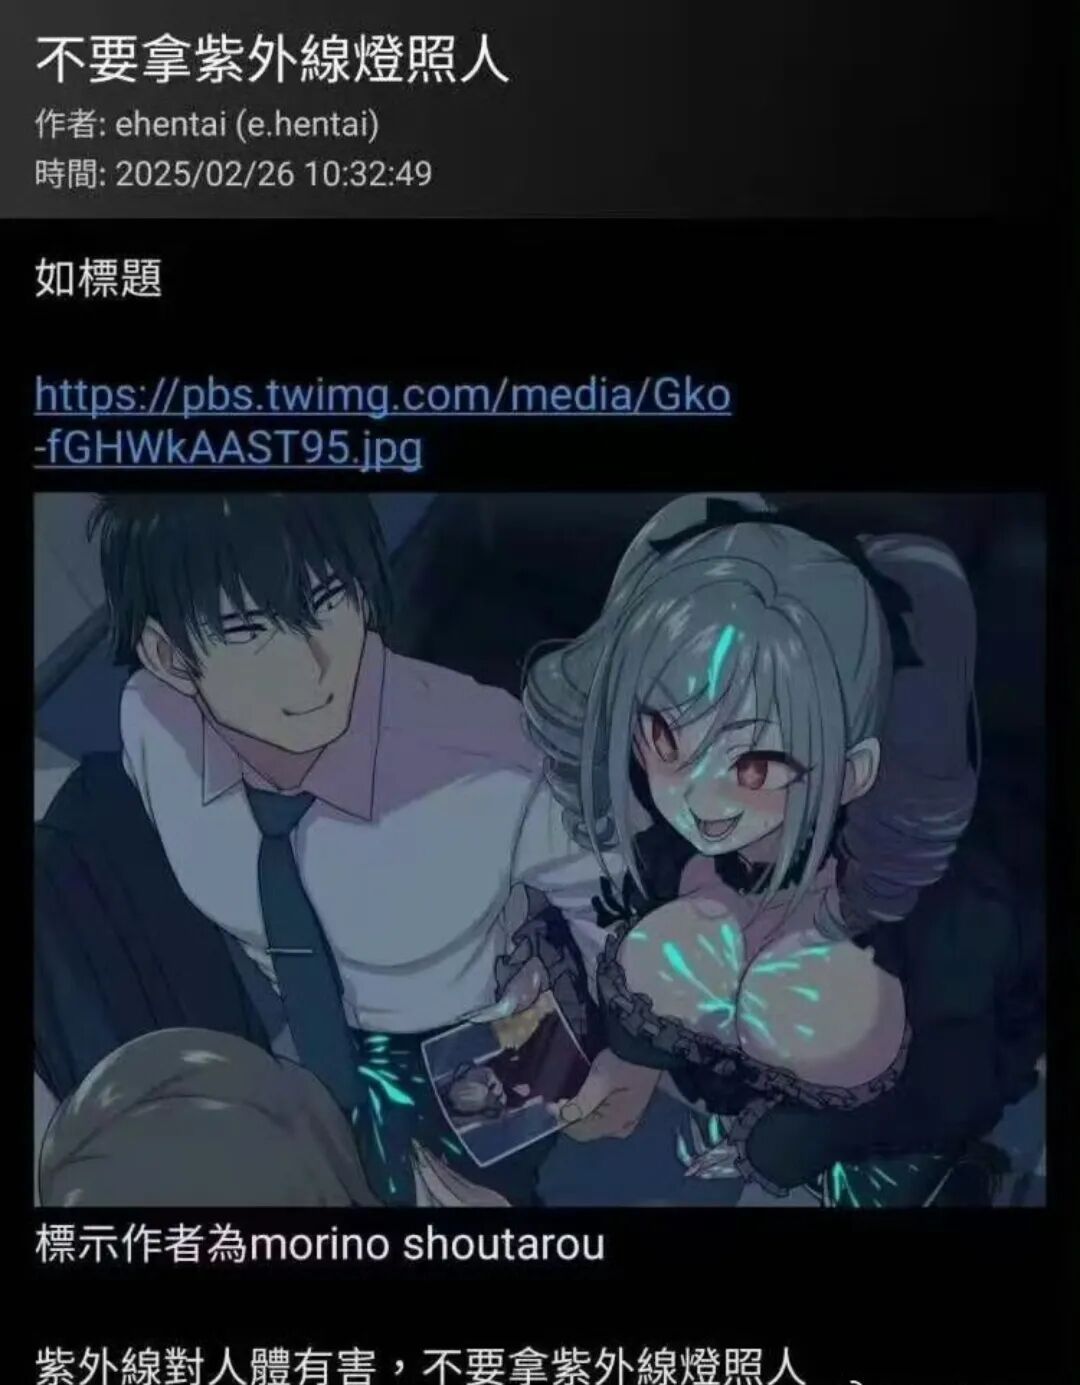 不要拿紫外線燈照人
作者: ehentai (e.hentai)
時間: 2025/02/26 10:32:49
如標題
https://pbs.twimg.com/media/Gko
-fGHWkAAST95.jpg
標示作者為morino shoutarou
紫外線對人體有害，不要拿紫外線燈照人